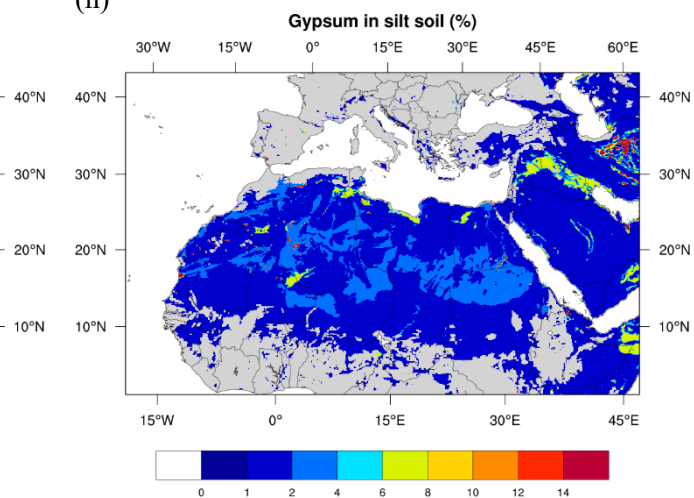 (ii)
Gypsum in silt soil (%)
30°W 15°W 0° 15°E 30°E 45°E 60°E
40°N 40°N 40°N
30°N 30°N 30°N
20°N 20°N 20°N
10°N 10°N 10°N
15°W 0° 15°E 30°E 45°E
0 1 2 4 6 8 10 12 14